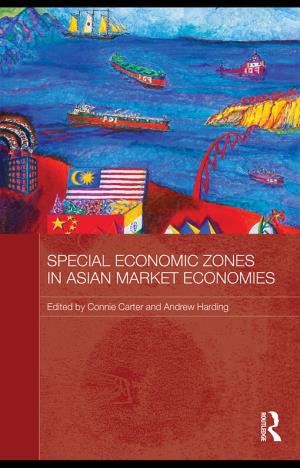 SPECIAL ECONOMIC ZONES
IN ASIAN MARKET ECONOMIES
Edited by Connie Carter and Andrew Harding
ROUTLEDGE